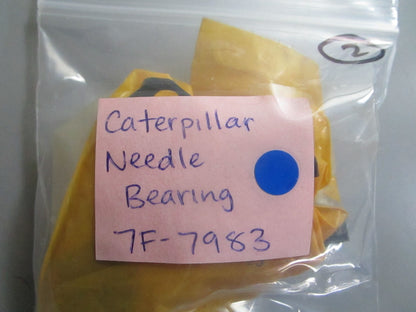 2
Caterpillar
Needle
Bearing
7F-7983